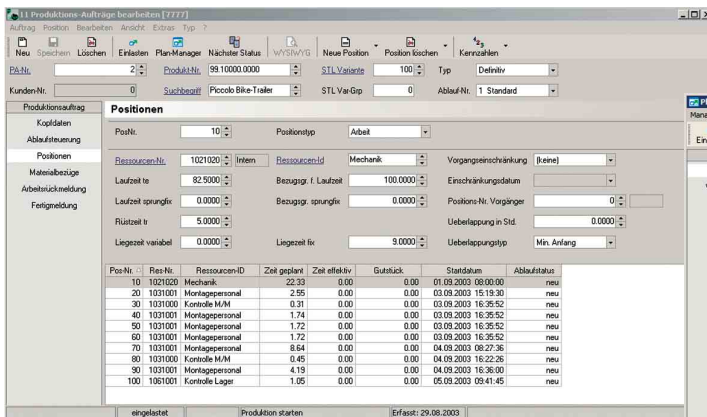 11 Produktions-Aufträge bearbeiten [7777]
Auftrag Position Bearbeiten Ansicht Extras Typ ?
Neu Speichern Löschen Einlasten Plan-Manager Nächster Status WYSIWYG Neue Position Position löschen Kennzahlen
PA-Nr. 2 Produkt-Nr. 99.10000.0000 STL Variante 100 Typ Definitiv
Kunden-Nr. 0 Suchbegriff Piccolo Bike-Trailer STL Var-Grp 0 Ablauf-Nr. 1 Standard
Produktionsauftrag
Kopfdaten
Ablaufsteuerung
Positionen
Materialbezüge
Arbeitsrückmeldung
Fertigmeldung
Positionen
PosNr. 10 Positionstyp Arbeit
Ressourcen-Nr. 1021020 Intern Ressourcen-Id Mechanik Vorgangseinschränkung (keine)
Laufzeit te 82.5000 Bezugsgr. f. Laufzeit 100.0000 Einschränkungsdatum
Laufzeit sprungfix 0.0000 Bezugsgr. sprungfix 0.0000 Positions-Nr. Vorgänger 0
Rüstzeit tr 5.0000 Ueberlappung in Std. 0.0000
Liegezeit variabel 0.0000 Liegezeit fix 9.0000 Ueberlappungstyp Min. Anfang
Pos-Nr. Res-Nr. Ressourcen-ID Zeit geplant Zeit effektiv Gutstück Startdatum Ablaufstatus
10 1021020 Mechanik 22.33 0.00 0.00 01.09.2003 08:00:00 neu
20 1031001 Montagepersonal 2.55 0.00 0.00 03.09.2003 15:19:30 neu
30 1031000 Kontrolle M/M 0.31 0.00 0.00 03.09.2003 16:35:52 neu
40 1031001 Montagepersonal 1.74 0.00 0.00 03.09.2003 16:35:52 neu
50 1031001 Montagepersonal 1.72 0.00 0.00 03.09.2003 16:35:52 neu
60 1031001 Montagepersonal 1.72 0.00 0.00 03.09.2003 16:35:52 neu
70 1031001 Montagepersonal 8.64 0.00 0.00 04.09.2003 08:27:36 neu
80 1031000 Kontrolle M/M 0.45 0.00 0.00 04.09.2003 16:22:26 neu
90 1031001 Montagepersonal 4.19 0.00 0.00 04.09.2003 16:36:00 neu
100 1061001 Kontrolle Lager 1.05 0.00 0.00 05.09.2003 09:41:45 neu
eingelastet Produktion starten Erfasst: 29.08.2003
Mana
Ein